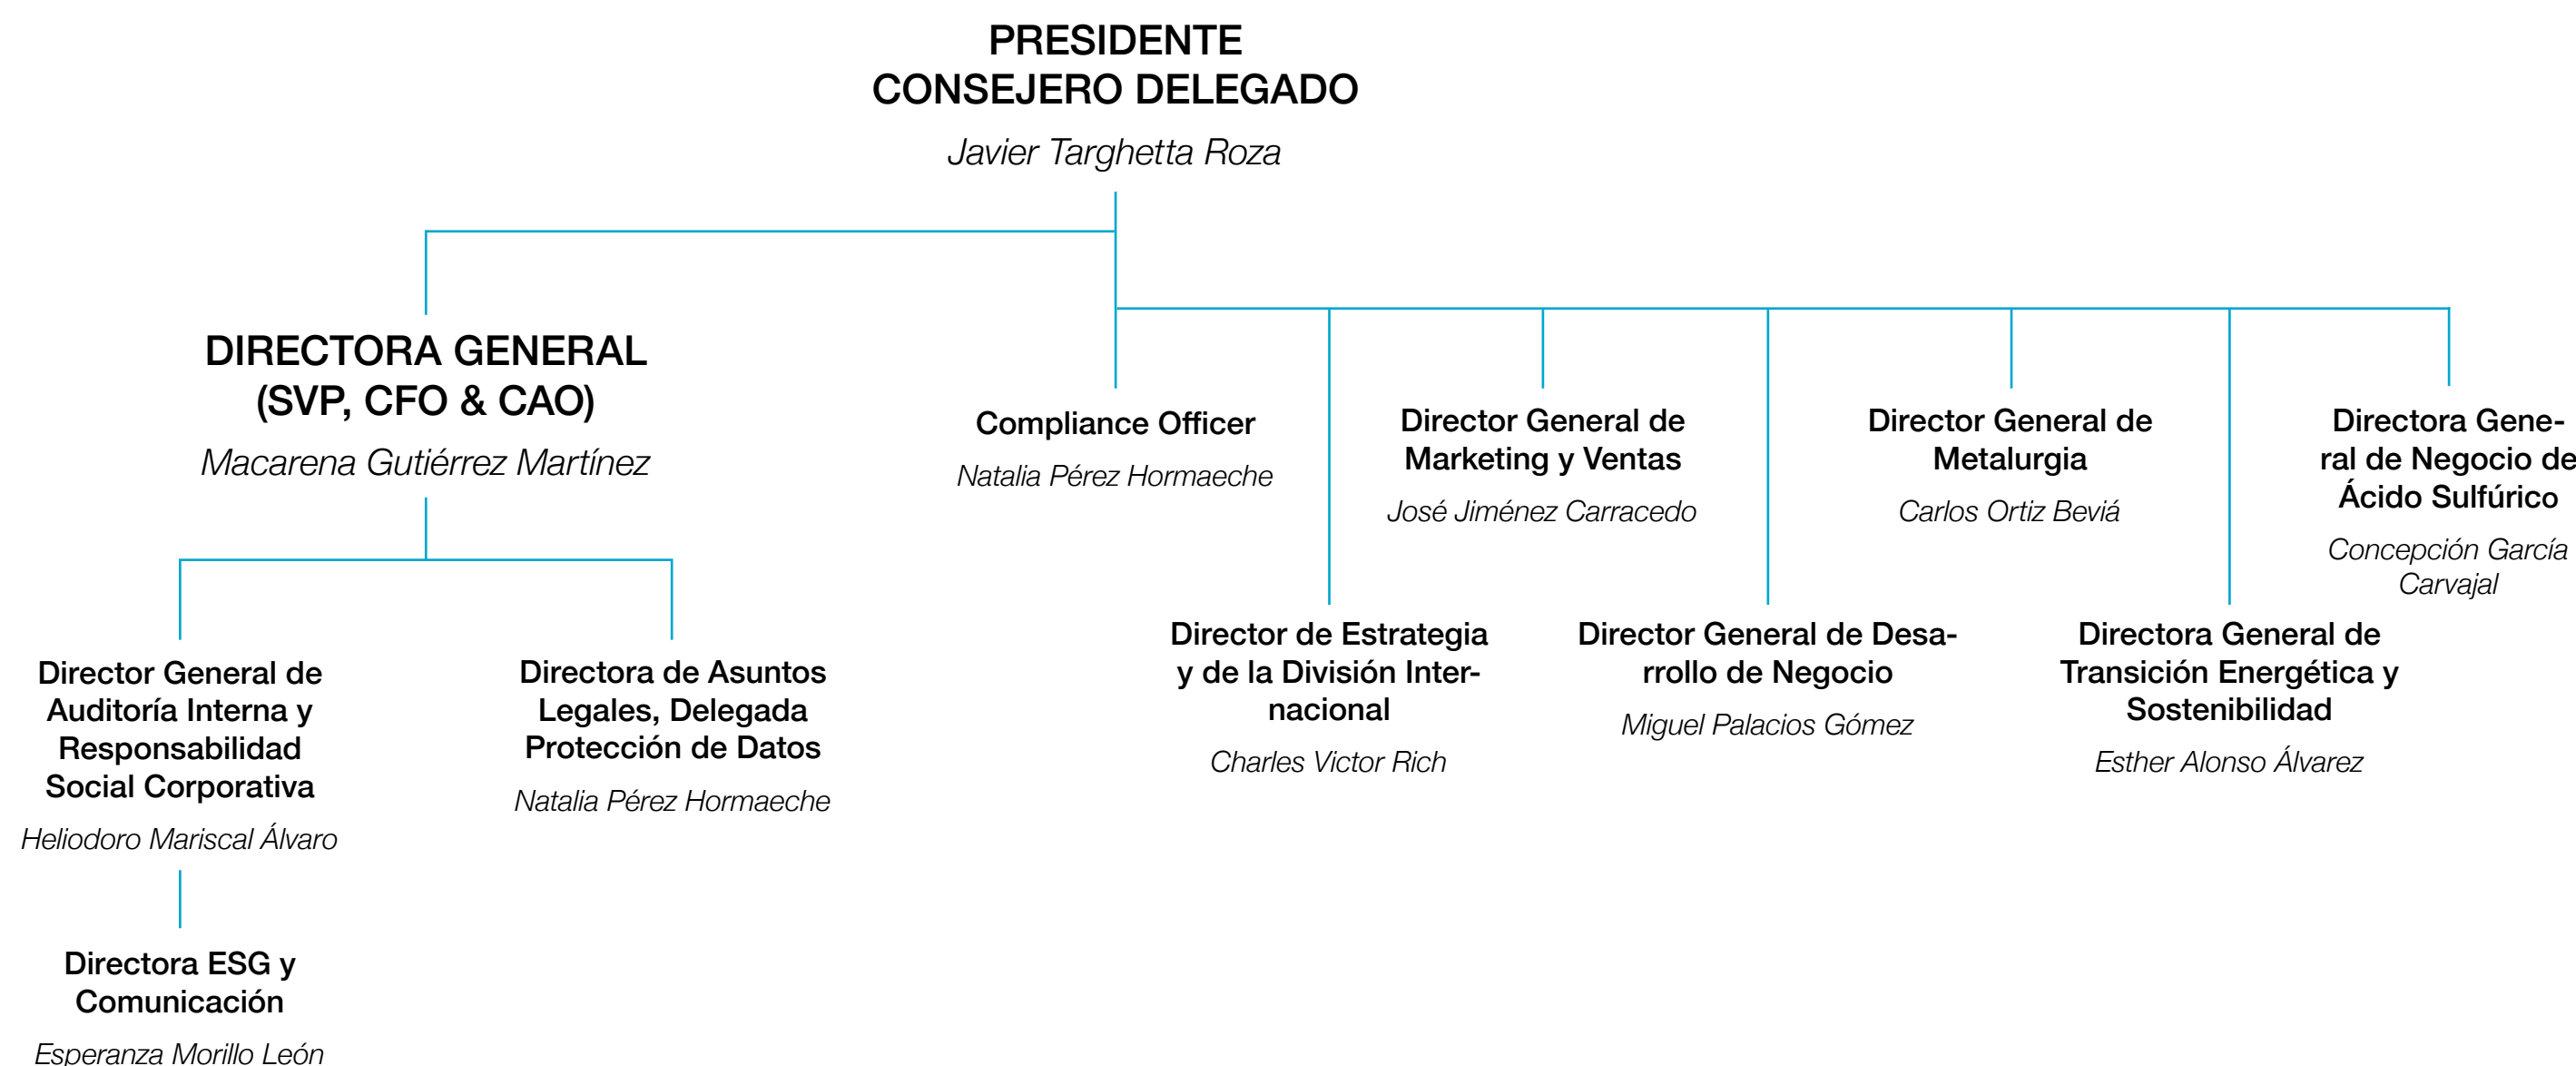 PRESIDENTE
CONSEJERO DELEGADO
Javier Targhetta Roza
DIRECTORA GENERAL
(SVP, CFO & CAO)
Macarena Gutiérrez Martínez
Compliance Officer
Natalia Pérez Hormaeche
Director General de
Marketing y Ventas
José Jiménez Carracedo
Director General de
Metalurgia
Carlos Ortiz Beviá
Directora Gene-
ral de Negocio de
Ácido Sulfúrico
Concepción García
Carvajal
Director de Estrategia
y de la División Inter-
nacional
Charles Victor Rich
Director General de Desa-
rrollo de Negocio
Miguel Palacios Gómez
Directora General de
Transición Energética y
Sostenibilidad
Esther Alonso Álvarez
Director General de
Auditoría Interna y
Responsabilidad
Social Corporativa
Heliodoro Mariscal Álvaro
Directora de Asuntos
Legales, Delegada
Protección de Datos
Natalia Pérez Hormaeche
Directora ESG y
Comunicación
Esperanza Morillo León